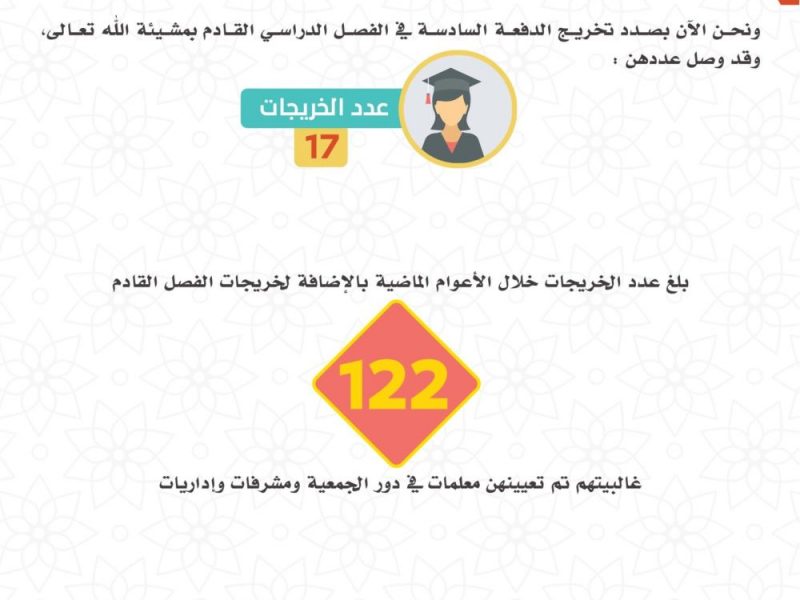 ونحن الآن بصدد تخريج الدفعة السادسة في الفصل الدراسي القادم بمشيئة الله تعالى،
وقد وصل عددهن :
عدد الخريجات
17
بلغ عدد الخريجات خلال الأعوام الماضية بالإضافة لخريجات الفصل القادم
122
غالبيتهم تم تعيينهن معلمات في دور الجمعية ومشرفات وإداريات